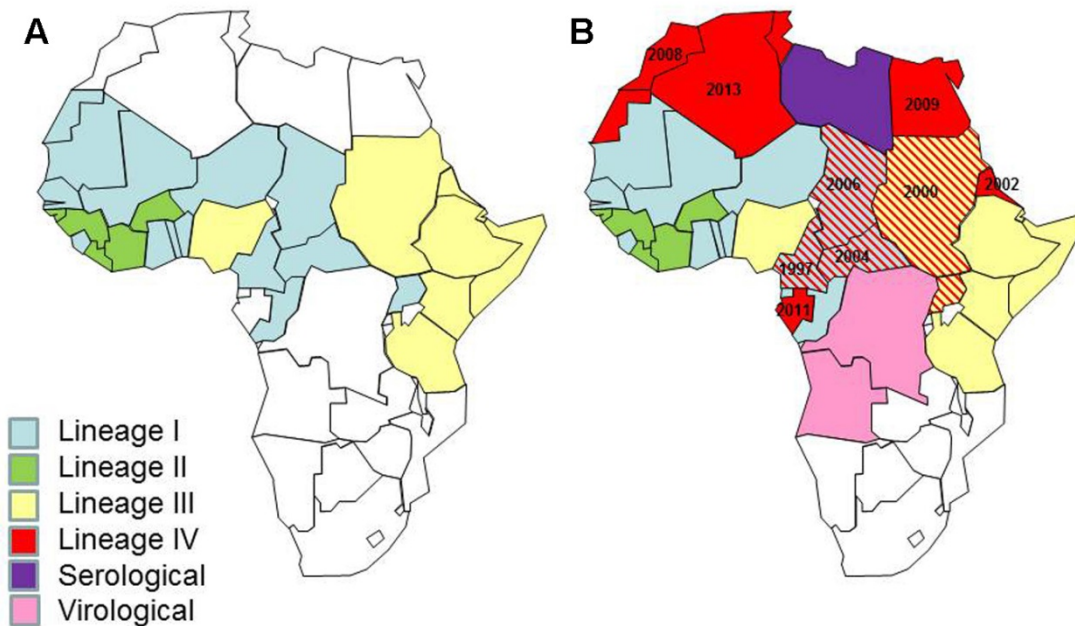 A
B
2008
2013
2009
2006
2000
2002
1997
2004
2011
Lineage I
Lineage II
Lineage III
Lineage IV
Serological
Virological